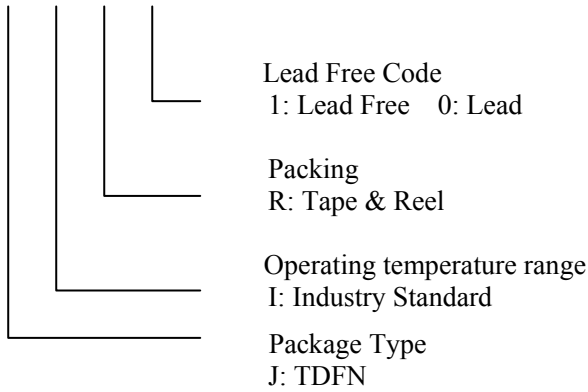 Lead Free Code
1: Lead Free 0: Lead
Packing
R: Tape & Reel
Operating temperature range
I: Industry Standard
Package Type
J: TDFN